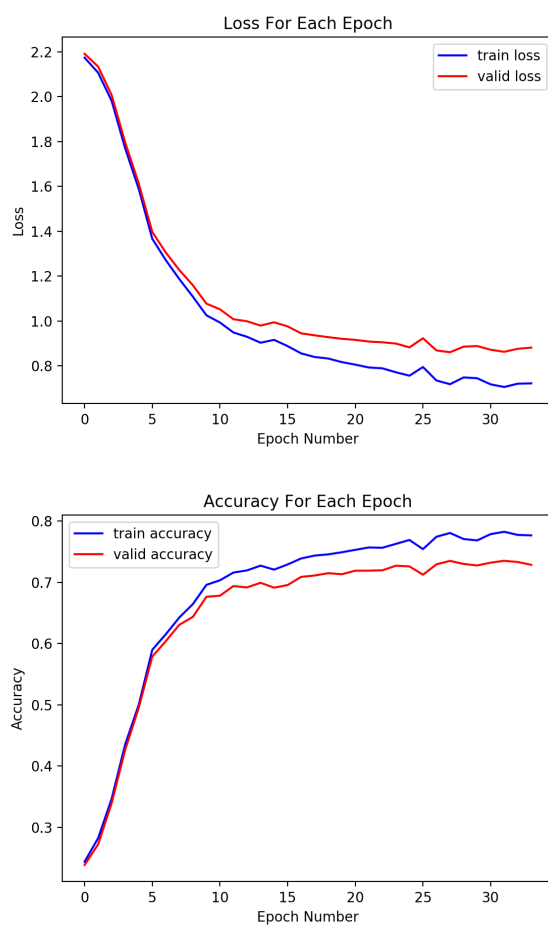 Loss For Each Epoch
2.2
2.0
1.8
1.6
1.4
1.2
1.0
0.8
Loss
train loss
valid loss
0 5 10 15 20 25 30
Epoch Number
Accuracy For Each Epoch
0.8
0.7
0.6
0.5
0.4
0.3
Accuracy
train accuracy
valid accuracy
0 5 10 15 20 25 30
Epoch Number